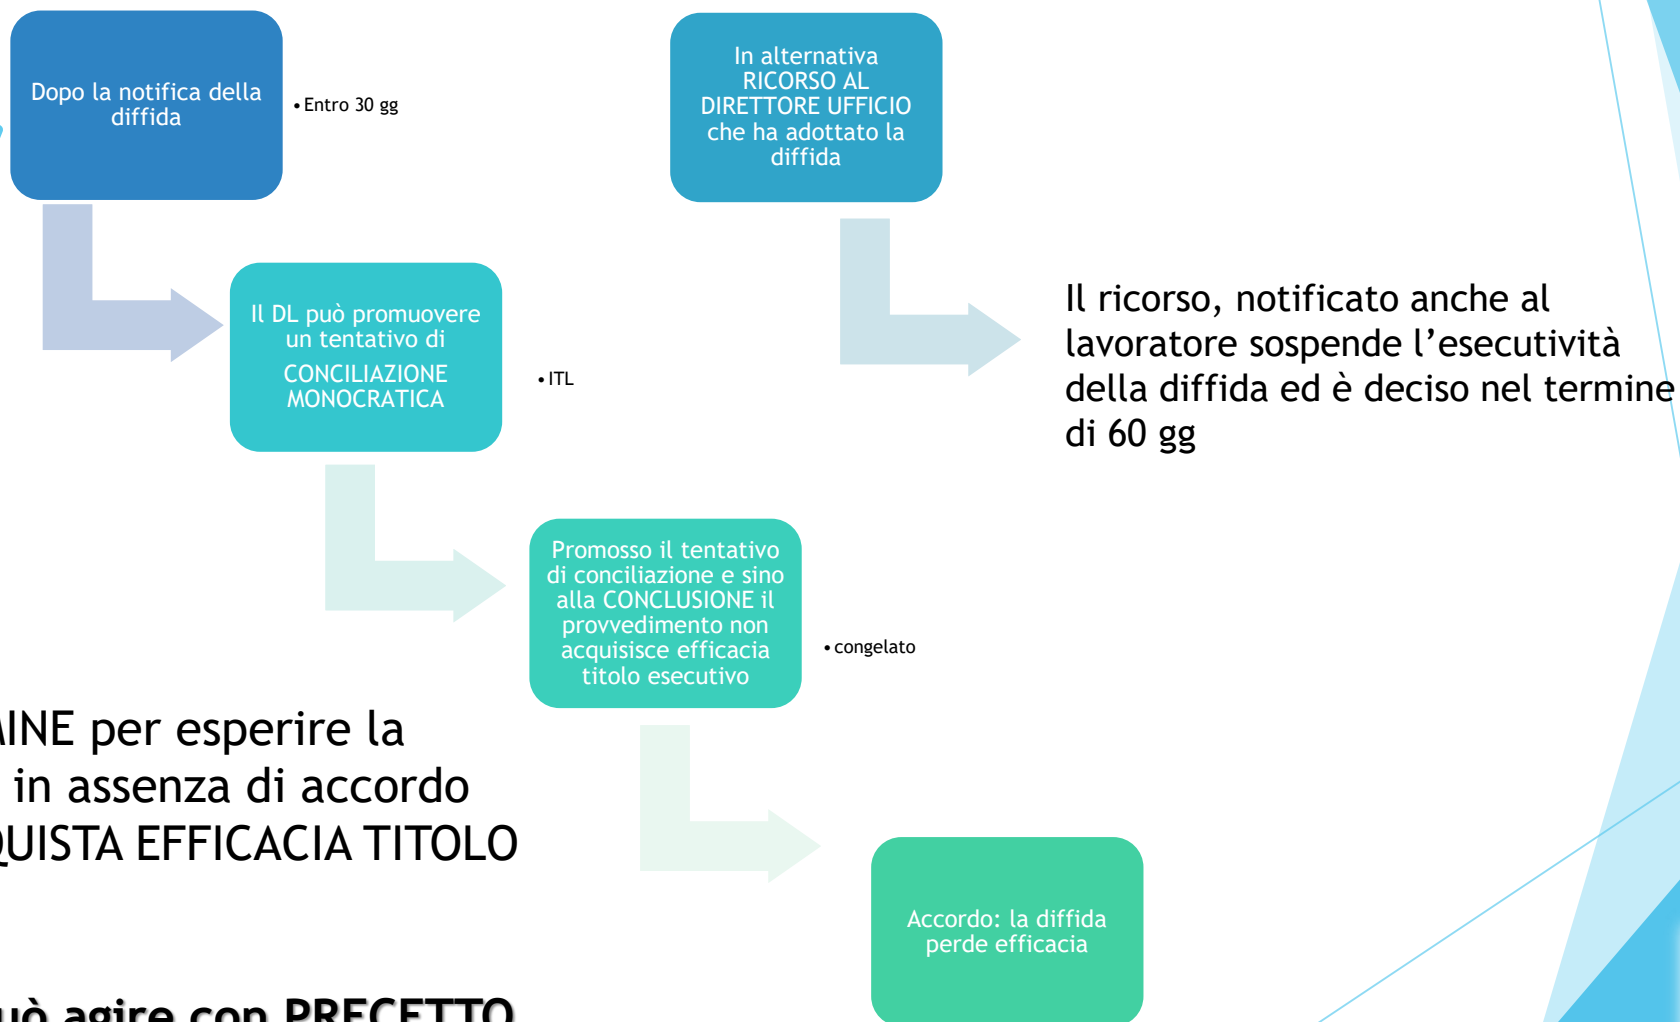 Dopo la notifica della
diffida
• Entro 30 gg
Il DL può promuovere
un tentativo di
CONCILIAZIONE
MONOCRATICA
• ITL
Promosso il tentativo
di conciliazione e sino
alla CONCLUSIONE il
provvedimento non
acquisisce efficacia
titolo esecutivo
• congelato
Accordo: la diffida
perde efficacia
In alternativa
RICORSO AL
DIRETTORE UFFICIO
che ha adottato la
diffida
Il ricorso, notificato anche al
lavoratore sospende l’esecutività
della diffida ed è deciso nel termine
di 60 gg
per esperire la
in assenza di accordo
EFFICACIA TITOLO
agire con PRECETTO